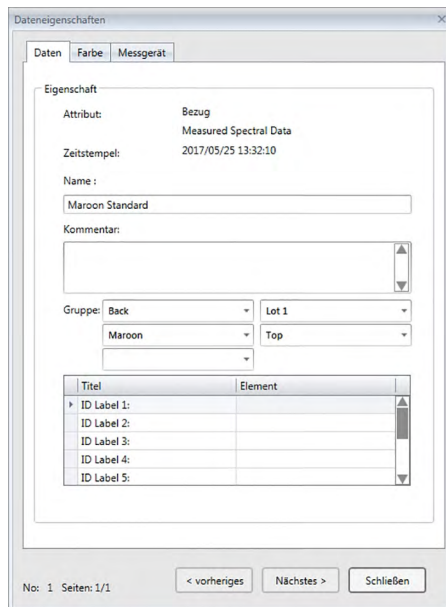 Dateneigenschaften
Daten Farbe Messgerät
Eigenschaft
Attribut: Bezug
Measured Spectral Data
Zeitstempel: 2017/05/25 13:32:10
Name :
Maroon Standard
Kommentar:
Gruppe: Back Lot 1
Maroon Top
Titel Element
ID Label 1:
ID Label 2:
ID Label 3:
ID Label 4:
ID Label 5:
No: 1 Seiten: 1/1 < vorheriges Nächstes > Schließen